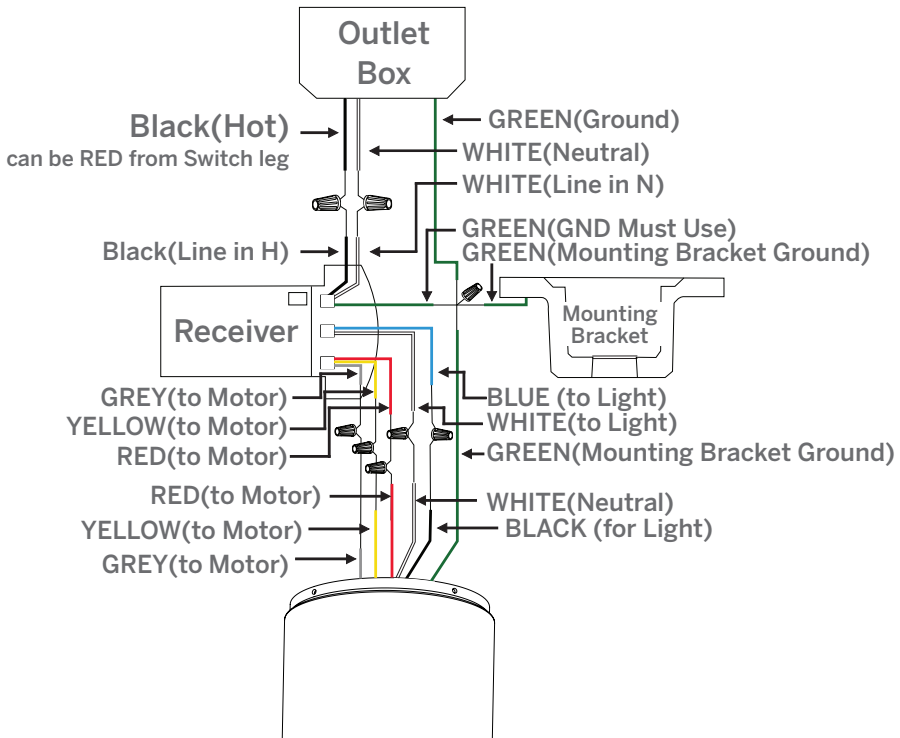 Outlet
Box
Black(Hot)
can be RED from Switch leg
GREEN(Ground)
WHITE(Neutral)
WHITE(Line in N)
GREEN(GND Must Use)
Black(Line in H)
GREEN(Mounting Bracket Ground)
Receiver
Mounting
Bracket
GREY(to Motor)
BLUE (to Light)
YELLOW(to Motor)
WHITE(to Light)
RED(to Motor)
GREEN(Mounting Bracket Ground)
RED(to Motor)
WHITE(Neutral)
YELLOW(to Motor)
BLACK (for Light)
GREY(to Motor)